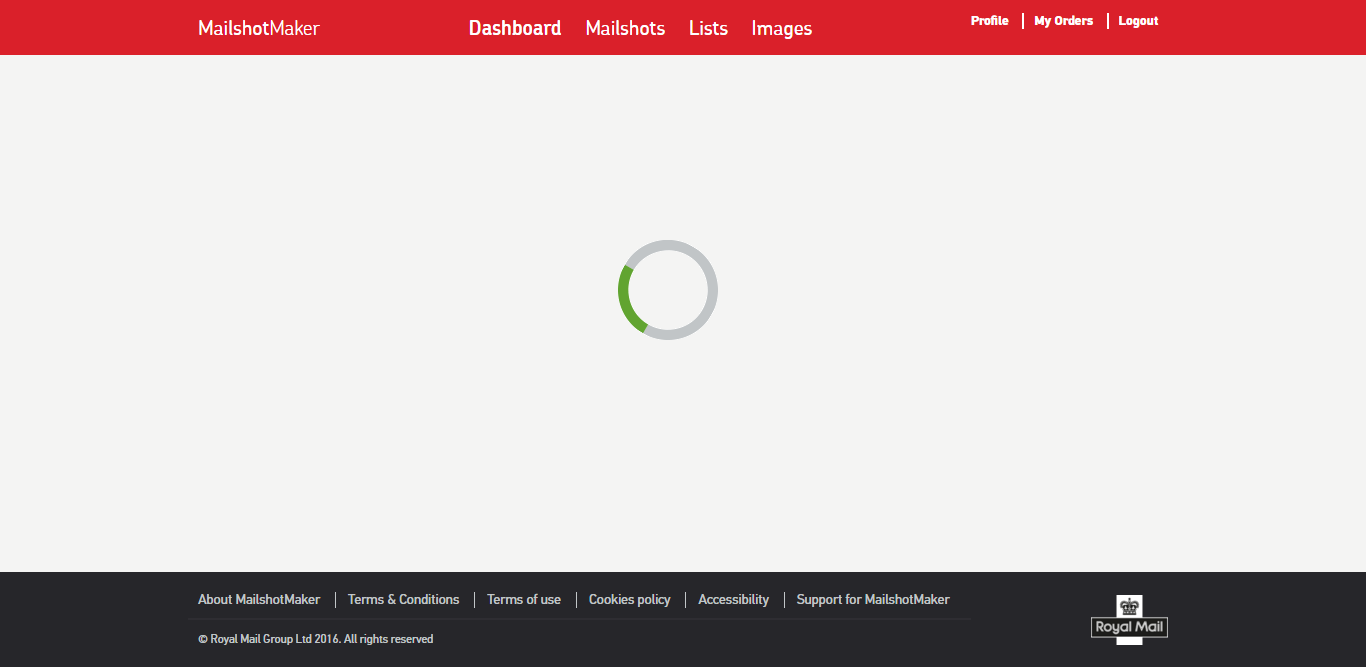 MailshotMaker
Dashboard Mailshots Lists Images
Profile My Orders Logout
About MailshotMaker Terms & Conditions Terms of use Cookies policy Accessibility Support for MailshotMaker
© Royal Mail Group Ltd 2016. All rights reserved
Royal Mail